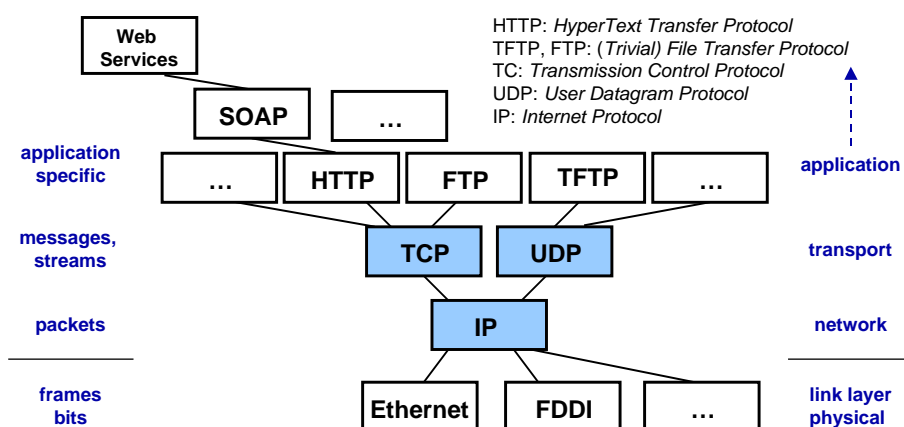 HTTP: HyperText Transfer Protocol
TFTP, FTP: (Trivial) File Transfer Protocol
TC: Transmission Control Protocol
UDP: User Datagram Protocol
IP: Internet Protocol
Web
Services
SOAP
...
application
specific
...
HTTP
FTP
TFTP
...
application
messages,
streams
TCP
UDP
transport
packets
IP
network
frames
bits
Ethernet
FDDI
...
link layer
physical